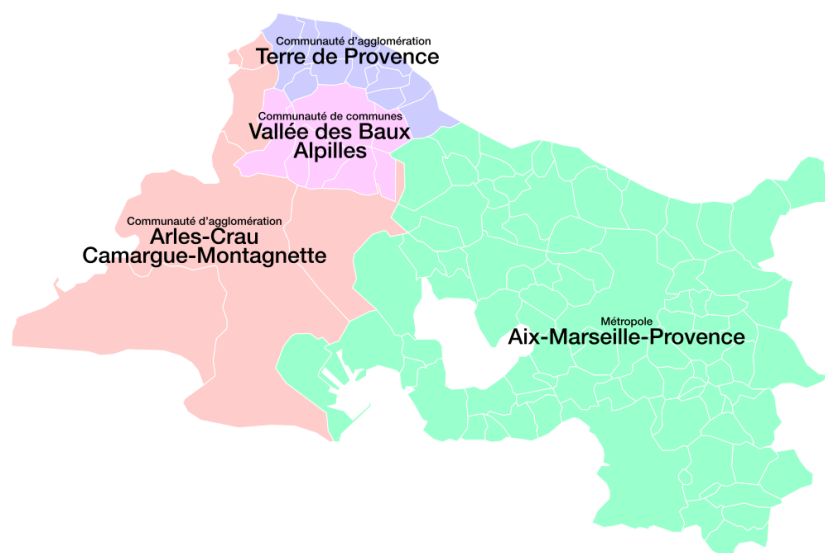 Communauté d'agglomération
Terre de Provence
Communauté de communes
Vallée des Baux
Alpilles
Communauté d'agglomération
Arles-Crau
Camargue-Montagnette
Métropole
Aix-Marseille-Provence